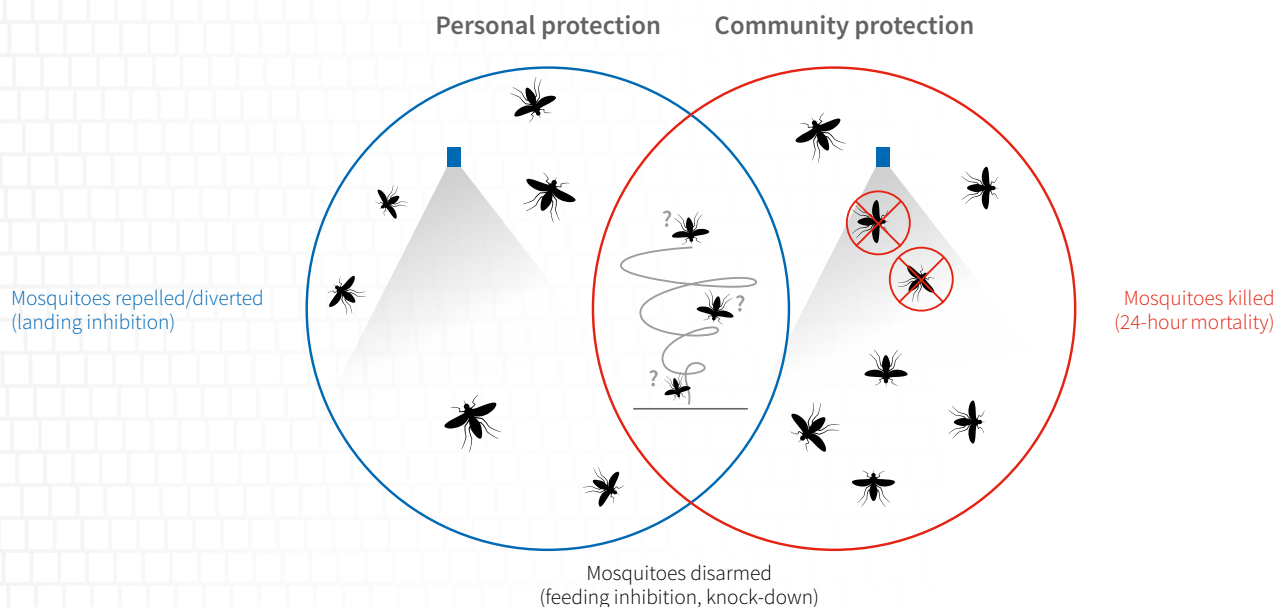 Personal protection
Community protection
?
?
?
Mosquitoes repelled/diverted
(landing inhibition)
Mosquitoes killed
(24-hour mortality)
Mosquitoes disarmed
(feeding inhibition, knock-down)